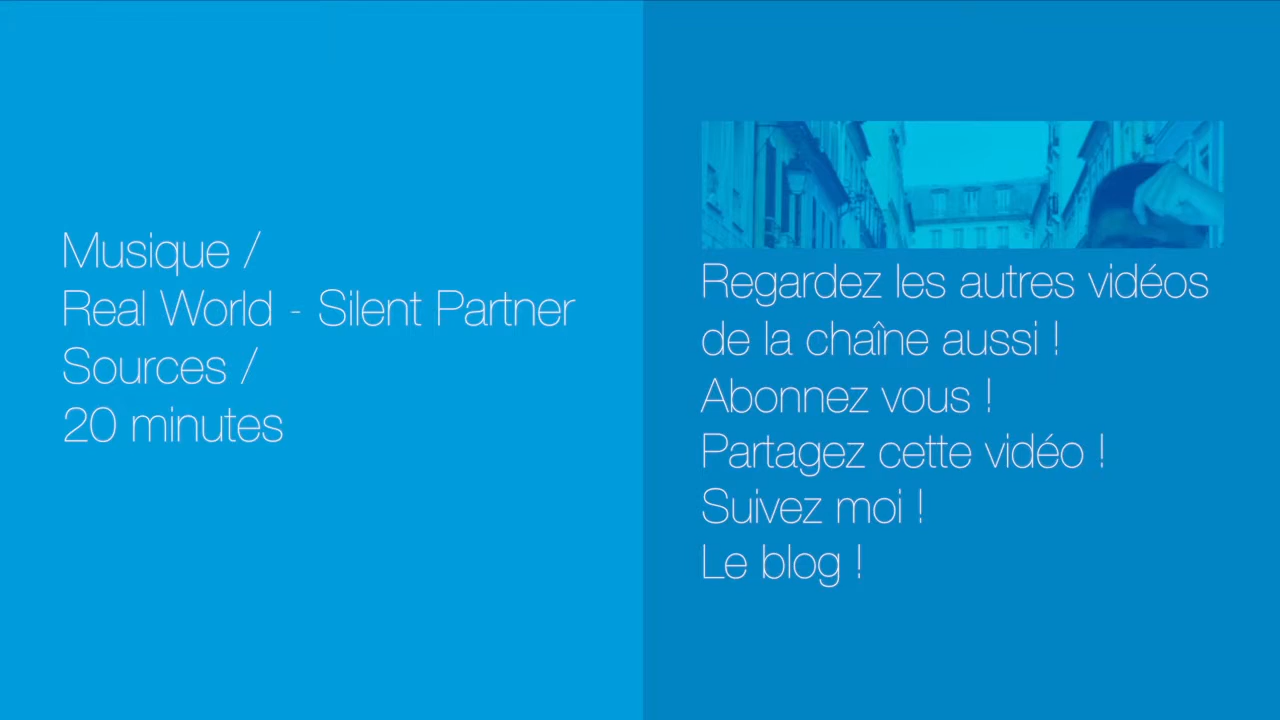 Musique /
Real World - Silent Partner
Sources /
20 minutes
Regardez les autres vidéos
de la chaîne aussi !
Abonnez vous !
Partagez cette vidéo !
Suivez moi !
Le blog !